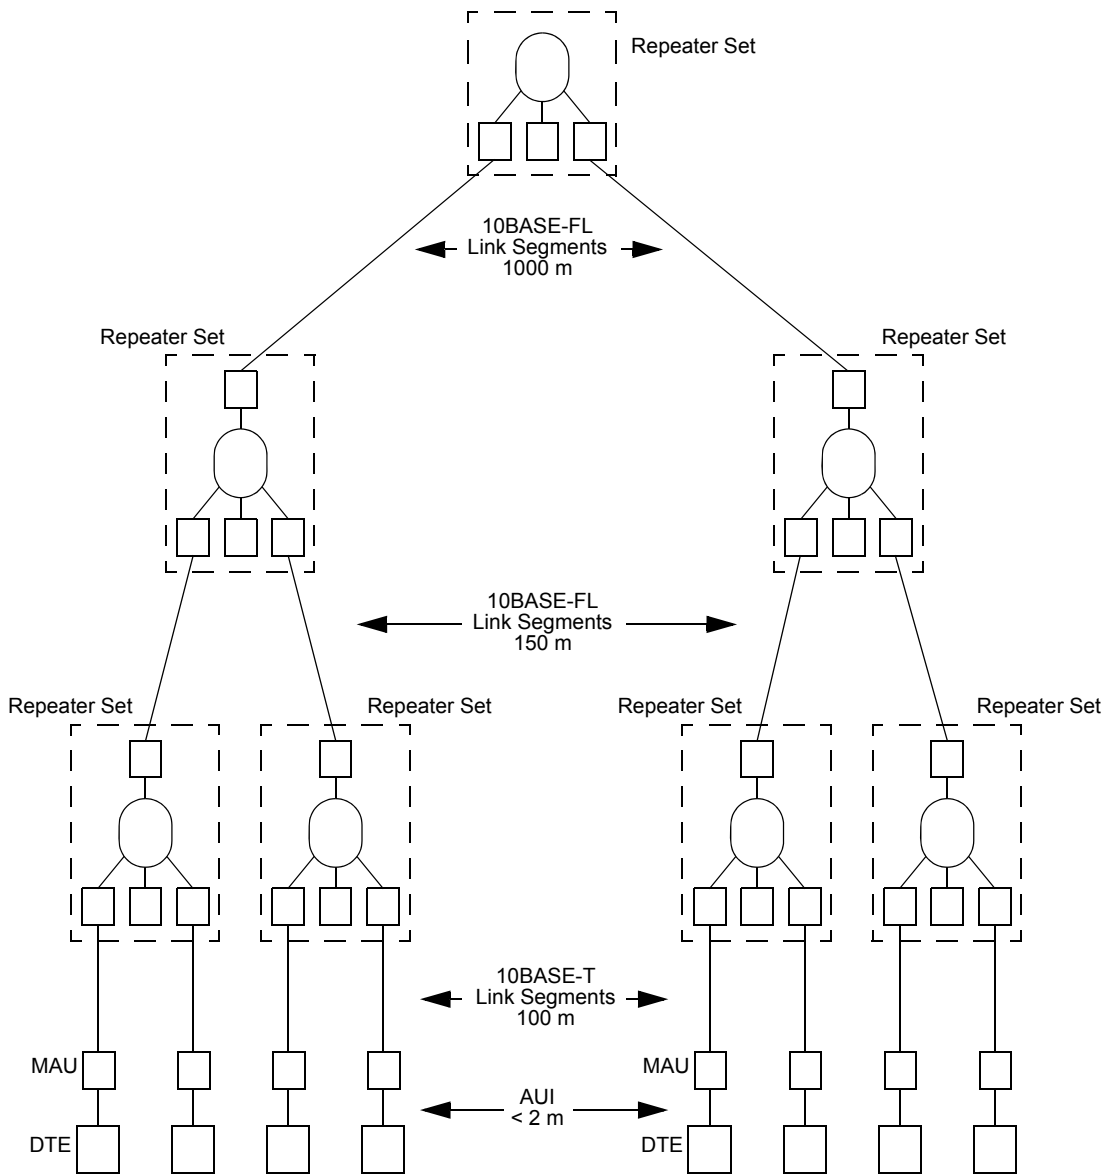 Repeater Set
10BASE-FL
Link Segments
1000 m
Repeater Set
Repeater Set
10BASE-FL
Link Segments
150 m
Repeater Set
Repeater Set
Repeater Set
Repeater Set
10BASE-T
Link Segments
100 m
MAU
MAU
AUI
< 2 m
DTE
DTE